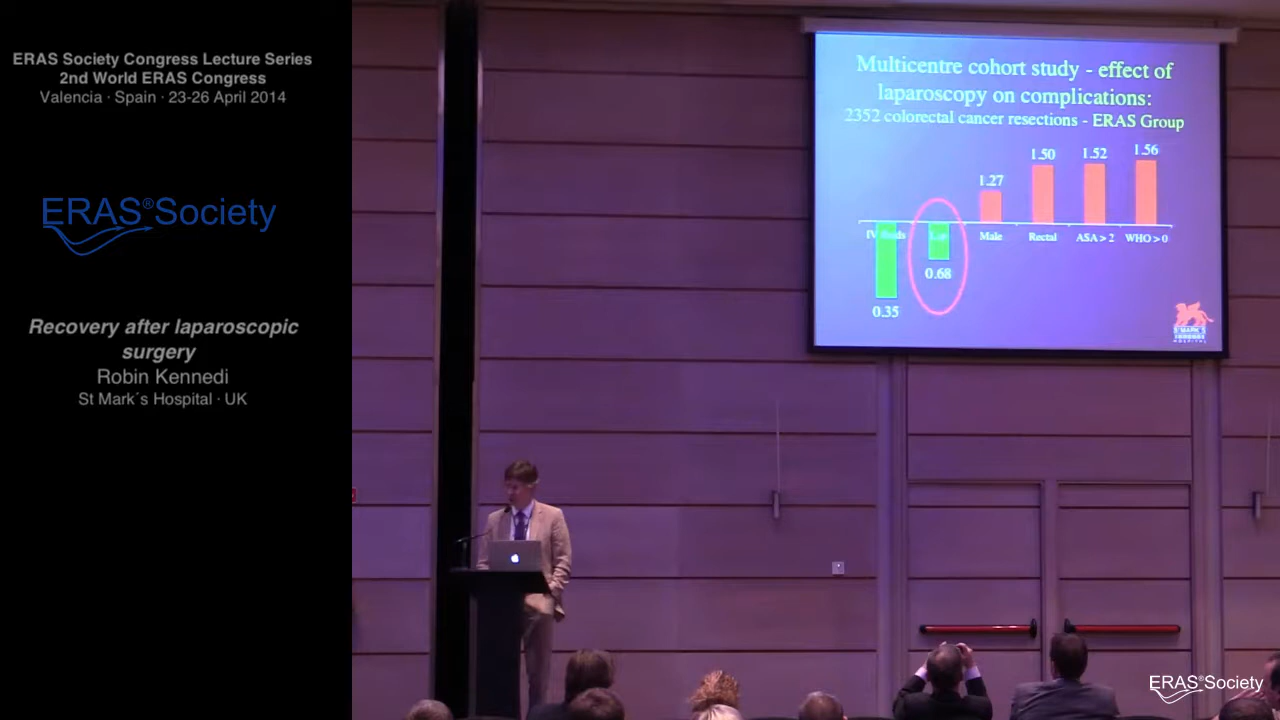 ERAS Society Congress Lecture Series
2nd World ERAS Congress
Valencia · Spain · 23-26 April 2014
ERAS®Society
Recovery after laparoscopic
surgery
Robin Kennedi
St Mark´s Hospital · UK
Multicentre cohort study - effect of
laparoscopy on complications:
2352 colorectal cancer resections - ERAS Group
1.27 1.50 1.52 1.56
Male Rectal ASA > 2 WHO > 0
0.68
0.35
ST MARK'S
HOSPITAL
ERAS®Society